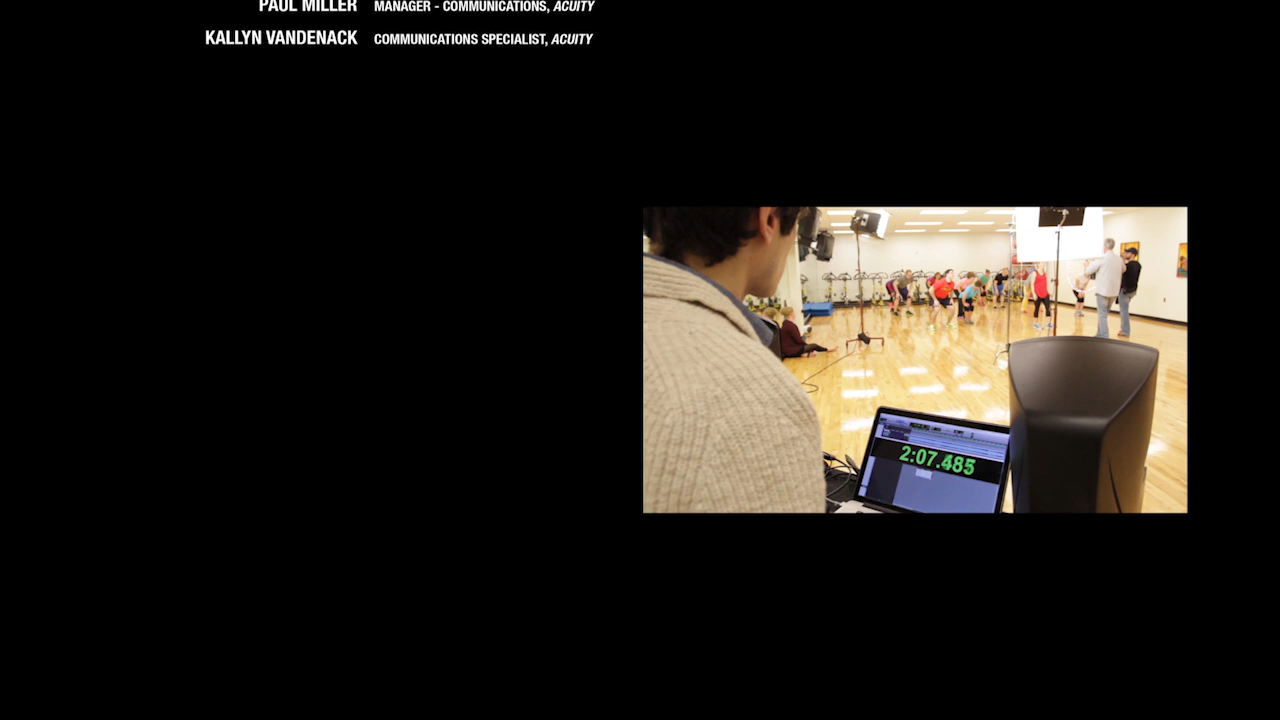 PAUL MILLER MANAGER - COMMUNICATIONS, ACUITY
KALLYN VANDENACK COMMUNICATIONS SPECIALIST, ACUITY
2:07.485